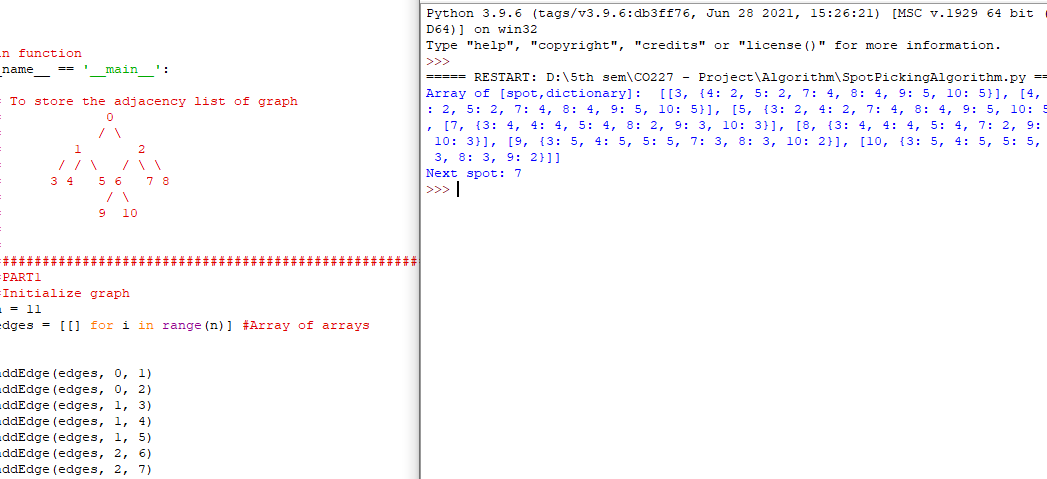 in function
_name__ == '__main__':
To store the adjacency list of graph
0
/ \
1 2
/ / \ / \ \
3 4 5 6 7 8
/ \
9 10
##################################################
#PART1
#Initialize graph
n = 11
edges = [[] for i in range(n)] #Array of arrays
addEdge(edges, 0, 1)
addEdge(edges, 0, 2)
addEdge(edges, 1, 3)
addEdge(edges, 1, 4)
addEdge(edges, 1, 5)
addEdge(edges, 2, 6)
addEdge(edges, 2, 7)
Python 3.9.6 (tags/v3.9.6:db3ff76, Jun 28 2021, 15:26:21) [MSC v.1929 64 bit (
D64)] on win32
Type "help", "copyright", "credits" or "license()" for more information.
>>>
===== RESTART: D:\5th sem\CO227 - Project\Algorithm\SpotPickingAlgorithm.py ==
Array of [spot,dictionary]:  [[3, {4: 2, 5: 2, 7: 4, 8: 4, 9: 5, 10: 5}], [4,
: 2, 5: 2, 7: 4, 8: 4, 9: 5, 10: 5}], [5, {3: 2, 4: 2, 7: 4, 8: 4, 9: 5, 10: 5
, [7, {3: 4, 4: 4, 5: 4, 8: 2, 9: 3, 10: 3}], [8, {3: 4, 4: 4, 5: 4, 7: 2, 9:
10: 3}], [9, {3: 5, 4: 5, 5: 5, 7: 3, 8: 3, 10: 2}], [10, {3: 5, 4: 5, 5: 5,
3, 8: 3, 9: 2}]]
Next spot: 7
>>>